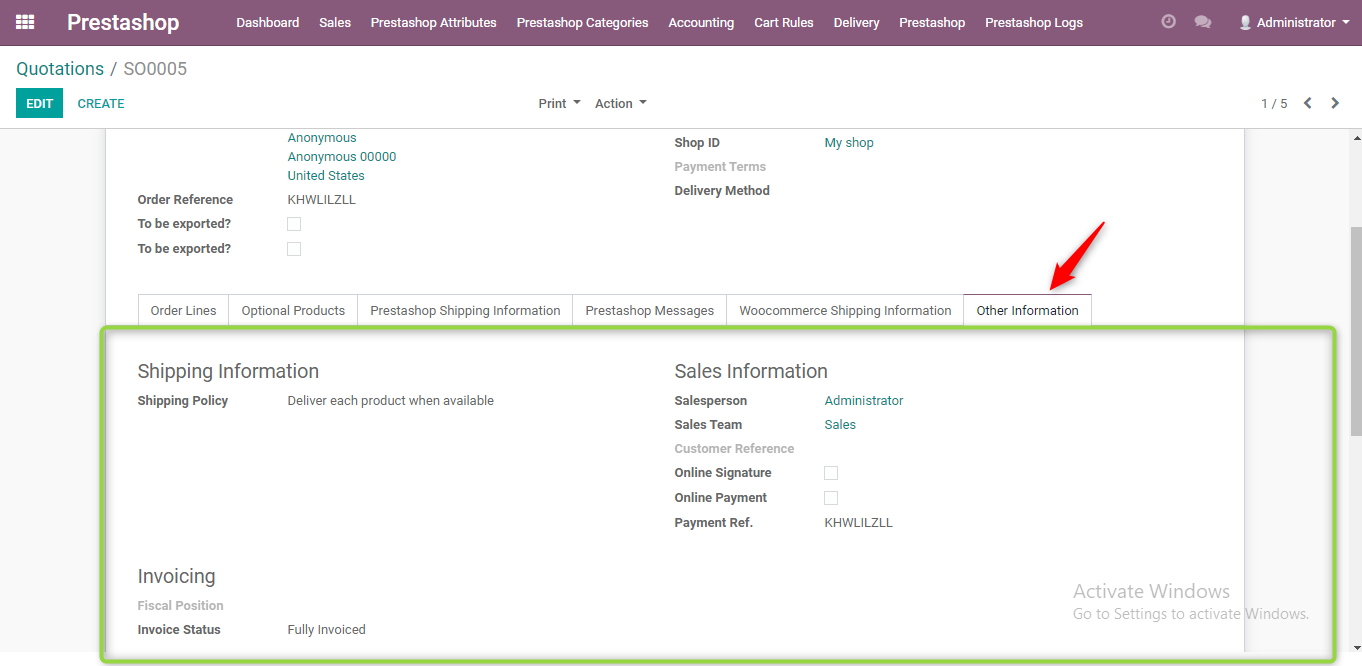 Prestashop Dashboard Sales Prestashop Attributes Prestashop Categories Accounting Cart Rules Delivery Prestashop Prestashop Logs Administrator
Quotations / SO0005
EDIT CREATE Print Action 1 / 5
Anonymous
Anonymous 00000
United States
Order Reference KHWLILZLL
To be exported?
To be exported?
Shop ID My shop
Payment Terms
Delivery Method
Order Lines Optional Products Prestashop Shipping Information Prestashop Messages Woocommerce Shipping Information Other Information
Shipping Information
Shipping Policy Deliver each product when available
Sales Information
Salesperson Administrator
Sales Team Sales
Customer Reference
Online Signature
Online Payment
Payment Ref. KHWLILZLL
Invoicing
Fiscal Position
Invoice Status Fully Invoiced
Activate Windows
Go to Settings to activate Windows.